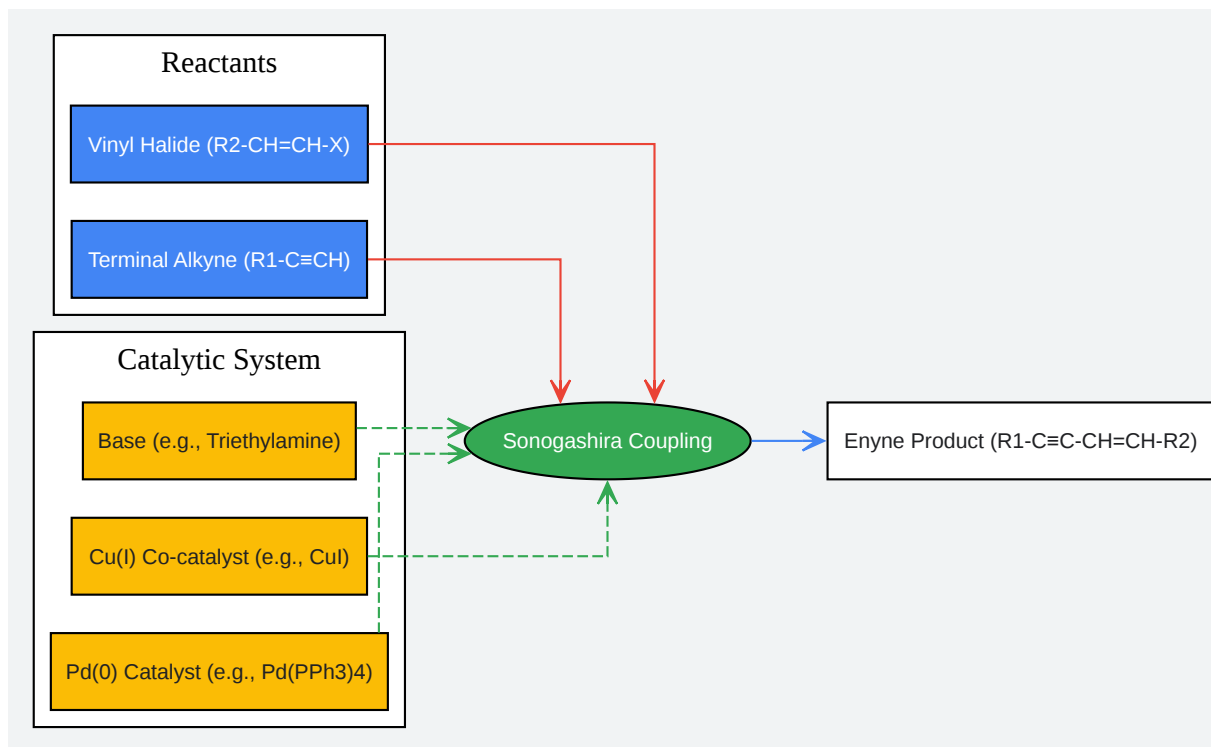 Reactants
Vinyl Halide (R2-CH=CH-X)
Terminal Alkyne (R1-C≡CH)
Catalytic System
Base (e.g., Triethylamine)
Sonogashira Coupling
Enyne Product (R1-C≡C-CH=CH-R2)
Cu(I) Co-catalyst (e.g., CuI)
Pd(0) Catalyst (e.g., Pd(PPh3)4)